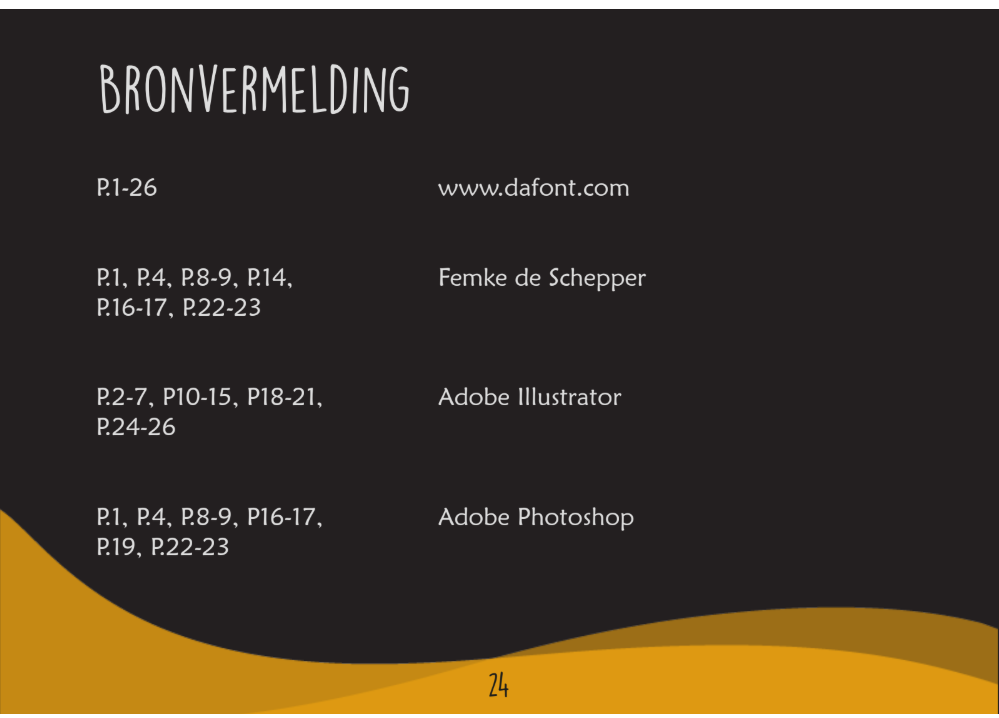 BRONVERMELDING
P.1-26 www.dafont.com
P.1, P.4, P.8-9, P.14, Femke de Schepper
P.16-17, P.22-23
P.2-7, P10-15, P18-21, Adobe Illustrator
P.24-26
P.1, P.4, P.8-9, P16-17, Adobe Photoshop
P.19, P.22-23
24